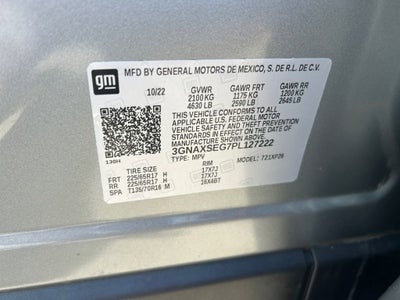 gm
MFD BY GENERAL MOTORS DE MEXICO, S. DE R.L. DE C.V.
10/22 GVWR GAWR FRT GAWR RR
2100 KG 1175 KG 1200 KG
4630 LB 2590 LB 2645 LB
THIS VEHICLE CONFORMS TO ALL APPLICABLE
U.S. FEDERAL MOTOR VEHICLE SAFETY, BUMPER,
AND THEFT PREVENTION STANDARDS IN EFFECT
ON THE DATE OF MANUFACTURE SHOWN ABOVE.
3GNAXSEG7PL127222
TYPE: MPV MODEL: 721XP26
130H
TIRE SIZE RIM
FRT 225/65R17 H 17X7J
RR 225/65R17 H 17X7J
SPA T135/70R16 M 16X4BT